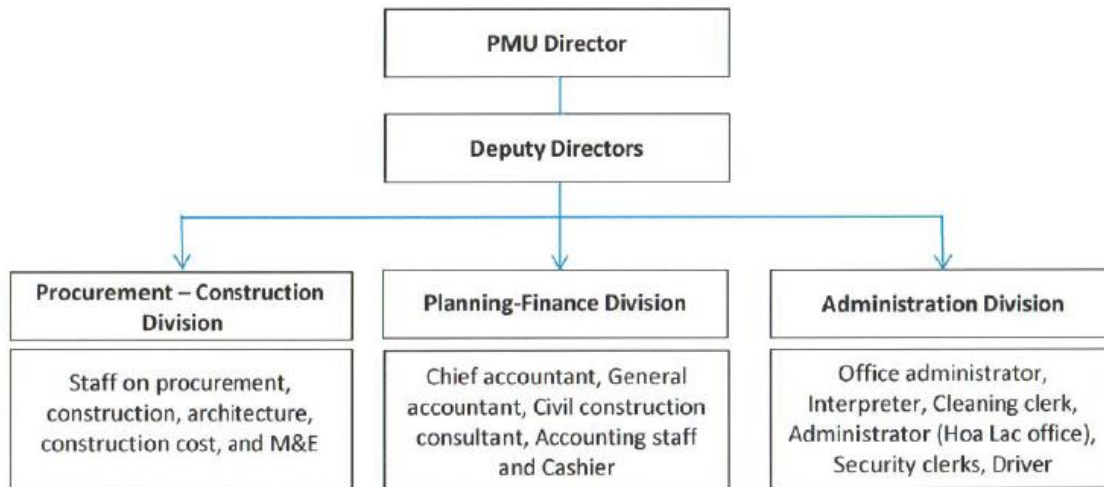 PMU Director
Deputy Directors
Procurement – Construction
Division
Staff on procurement,
construction, architecture,
construction cost, and M&E
Planning-Finance Division
Chief accountant, General
accountant, Civil construction
consultant, Accounting staff
and Cashier
Administration Division
Office administrator,
Interpreter, Cleaning clerk,
Administrator (Hoa Lac office),
Security clerks, Driver